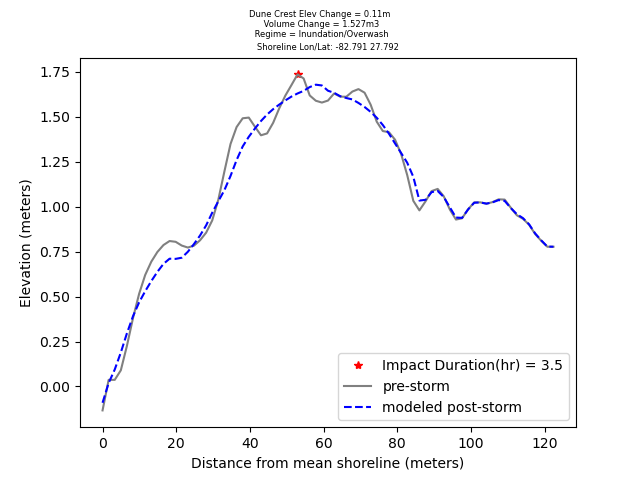 Dune Crest Elev Change = 0.11m
Volume Change = 1.527m3
Regime = Inundation/Overwash
Shoreline Lon/Lat: -82.791 27.792
1.75
1.50
1.25
1.00
0.75
0.50
0.25
0.00
Elevation (meters)
Impact Duration(hr) = 3.5
pre-storm
modeled post-storm
0 20 40 60 80 100 120
Distance from mean shoreline (meters)